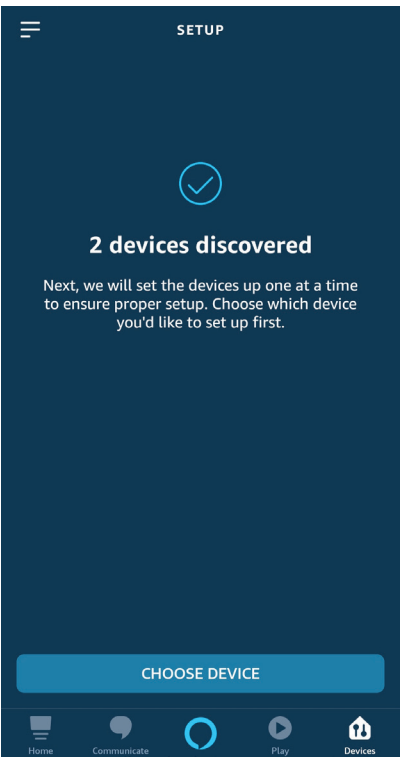 SETUP
2 devices discovered
Next, we will set the devices up one at a time
to ensure proper setup. Choose which device
you'd like to set up first.
CHOOSE DEVICE
Home
Communicate
Play
Devices